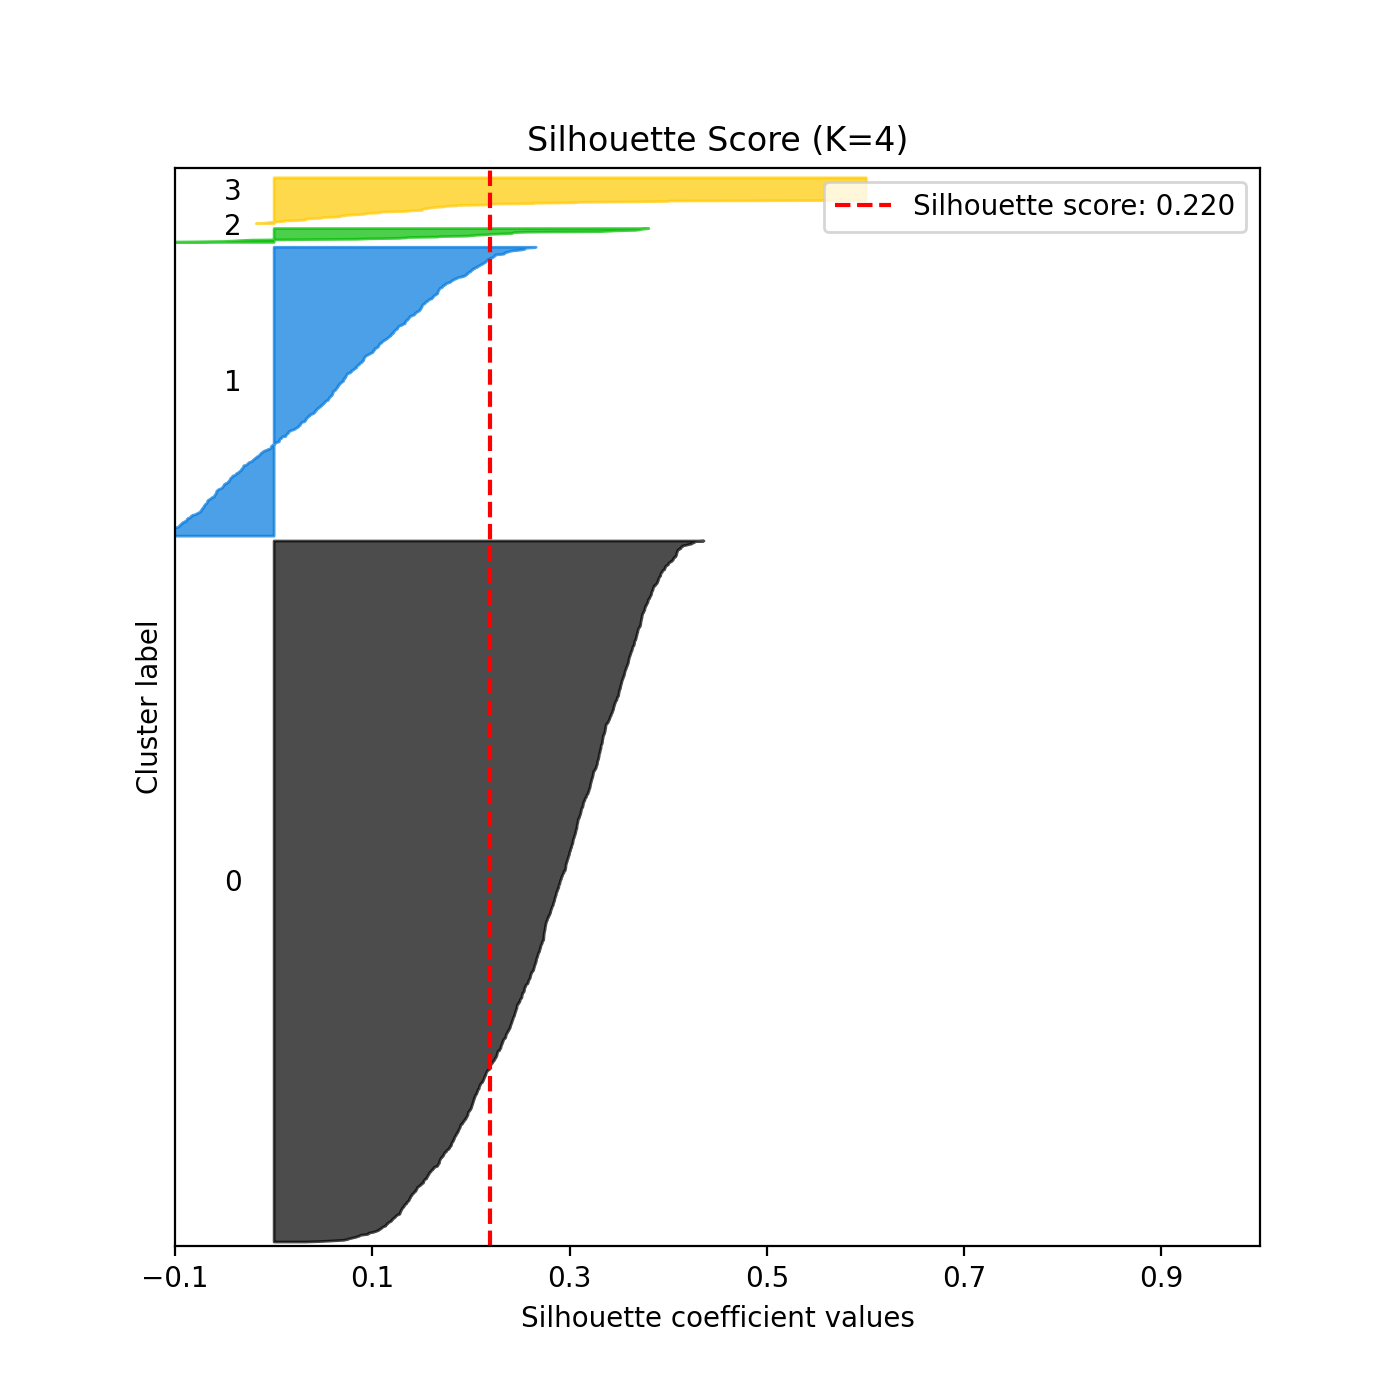 Silhouette Score (K=4)
Silhouette score: 0.220
3
2
1
0
Cluster label
−0.1 0.1 0.3 0.5 0.7 0.9
Silhouette coefficient values